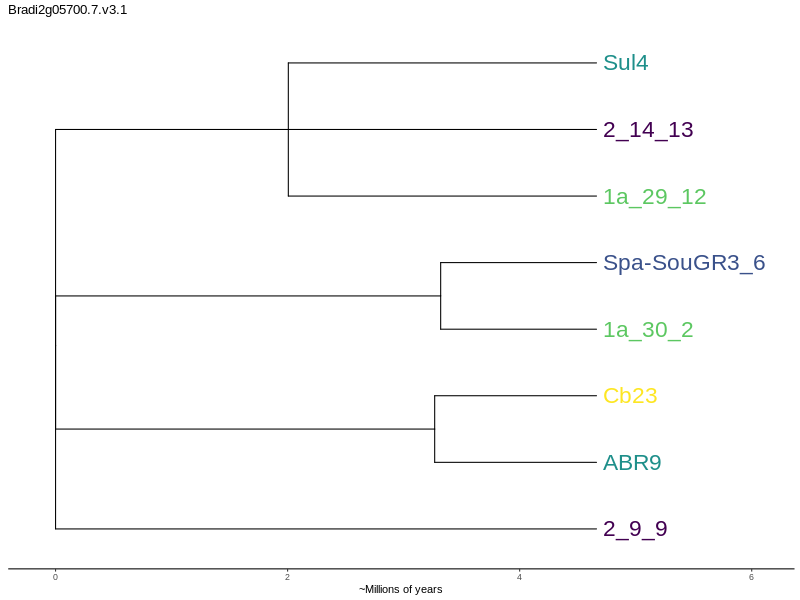 Bradi2g05700.7.v3.1
Sul4
2_14_13
1a_29_12
Spa-SouGR3_6
1a_30_2
Cb23
ABR9
2_9_9
0 2 4 6
~Millions of years